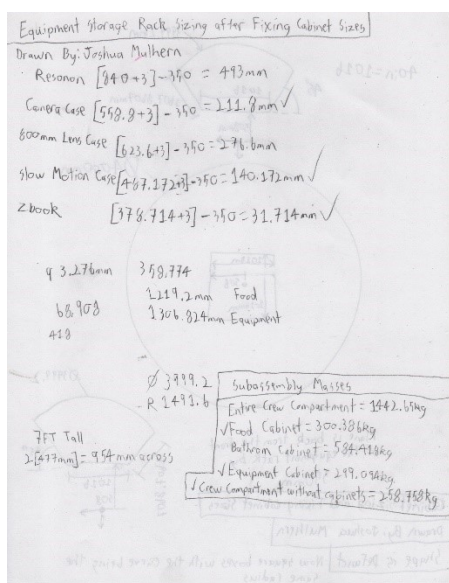 Equipment Storage Rack Sizing after Fixing Cabinet Sizes
Drawn By: Joshua Mulhern
Resonon [840+3]-350 = 493mm
Camera Case [558.8+3]-350 = 211.8mm ✓
800mm Lens Case [623.6+3]-350 = 276.6mm
Slow Motion Case [487.172+3]-350 = 140.172mm ✓
Zbook [378.714+3]-350 = 31.714mm ✓
93.276mm 358.774
1219.2mm Food
68.908 1306.824mm Equipment
418
Ø 3999.2
-R 1491.6
7FT Tall
2[477mm] = 954mm across
Subassembly Masses
Entire Crew Compartment = 1442.65kg
✓Food Cabinet = 300.386kg
Bathroom Cabinet = 584.418kg
✓Equipment Cabinet = 299.094kg
✓Crew Compartment without cabinets = 258.758kg